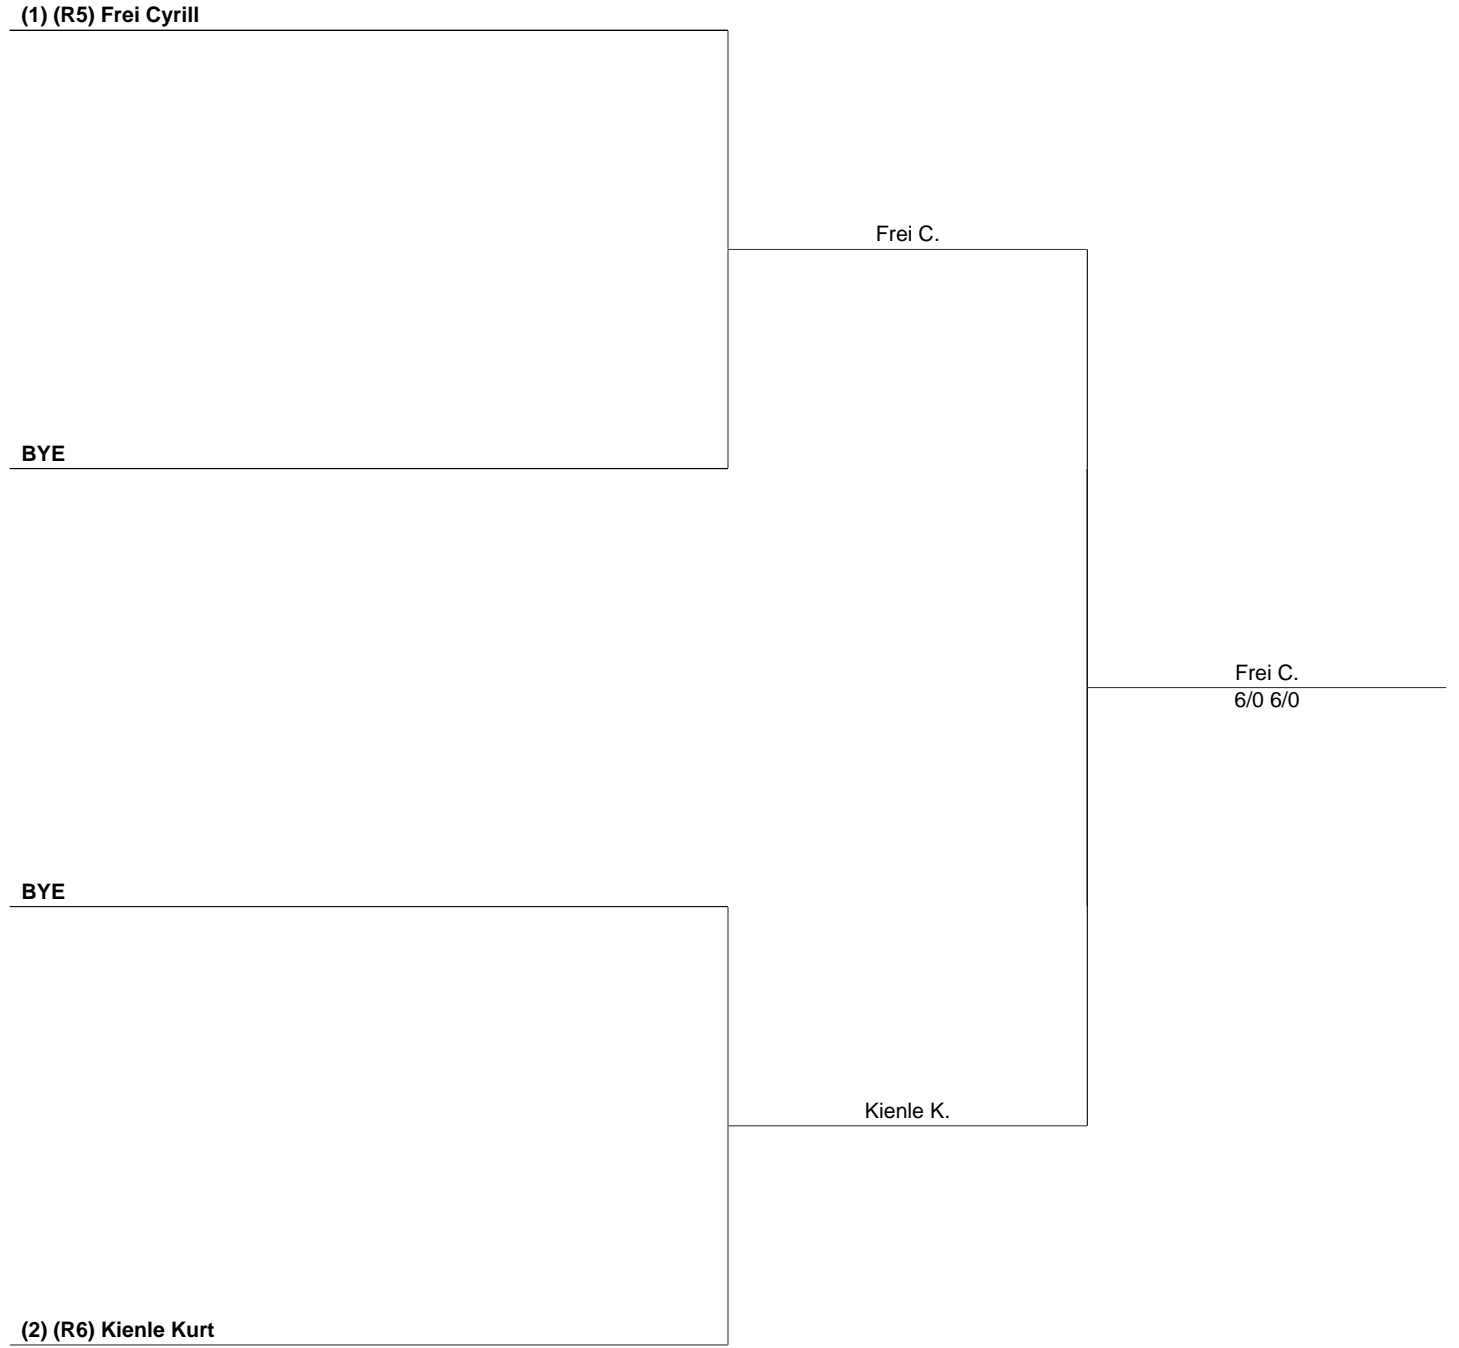 (1) (R5) Frei Cyrill
Frei C.
BYE
Frei C.
6/0 6/0
BYE
Kienle K.
(2) (R6) Kienle Kurt